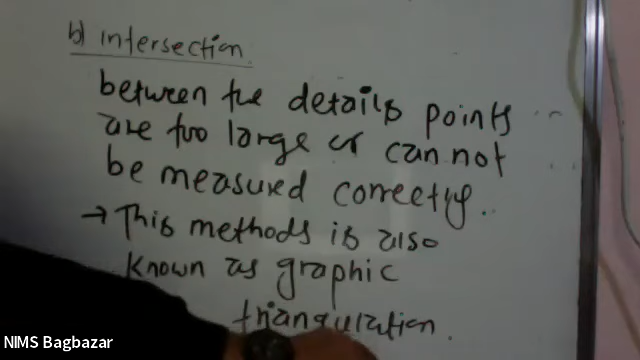 b) intersection
between the details points
are too large or can not
be measured correctly.
→ This methods is also
known as graphic
triangulation.
NIMS Bagbazar